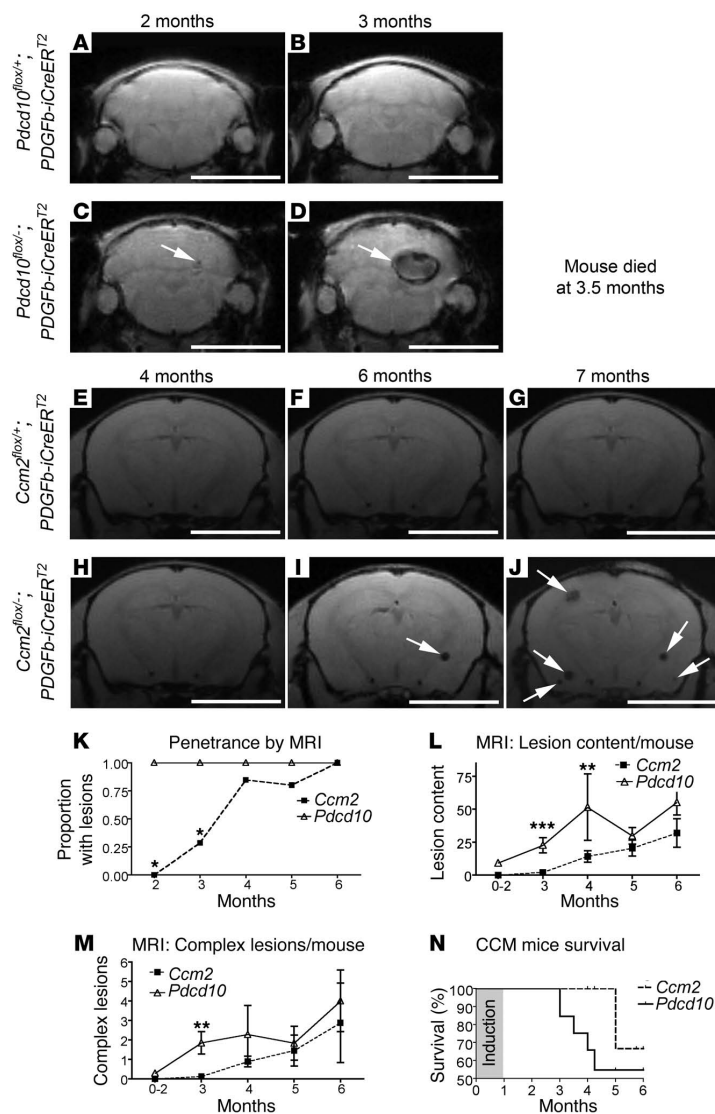 2 months
3 months
A
B
Pdcd10flox/+;
PDGFb-iCreERT2
C
D
Pdcd10flox/-;
PDGFb-iCreERT2
Mouse died
at 3.5 months
4 months
6 months
7 months
E
F
G
Ccm2flox/+;
PDGFb-iCreERT2
H
I
J
Ccm2flox/-;
PDGFb-iCreERT2
K
Penetrance by MRI
Proportion
with lesions
1.00
0.75
0.50
0.25
0.00
*
*
Ccm2
Pdcd10
2
3
4
5
6
Months
L
MRI: Lesion content/mouse
Lesion content
75
50
25
0
***
**
Ccm2
Pdcd10
0-2
3
4
5
6
Months
M
MRI: Complex lesions/mouse
Complex lesions
6
5
4
3
2
1
0
**
Ccm2
Pdcd10
0-2
3
4
5
6
Months
N
CCM mice survival
Survival (%)
100
90
80
70
60
50
Induction
Ccm2
Pdcd10
0
1
2
3
4
5
6
Months